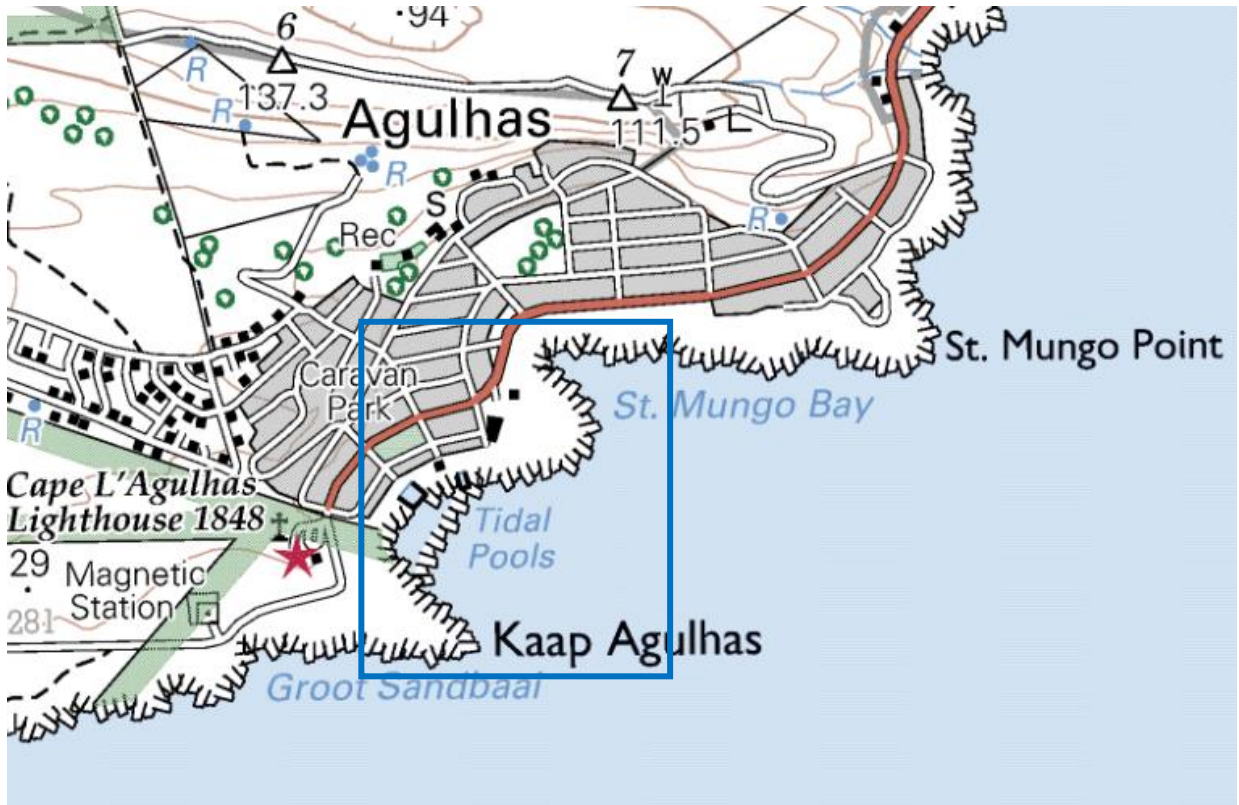 94
6
137.3
R
R
7
W
111.5
Agulhas
R
S
R
Rec
St. Mungo Point
Caravan
Park
St. Mungo Bay
R
Cape L'Agulhas
Lighthouse 1848
Tidal
Pools
29
Magnetic
Station
281
Kaap Agulhas
Groot Sandbaai